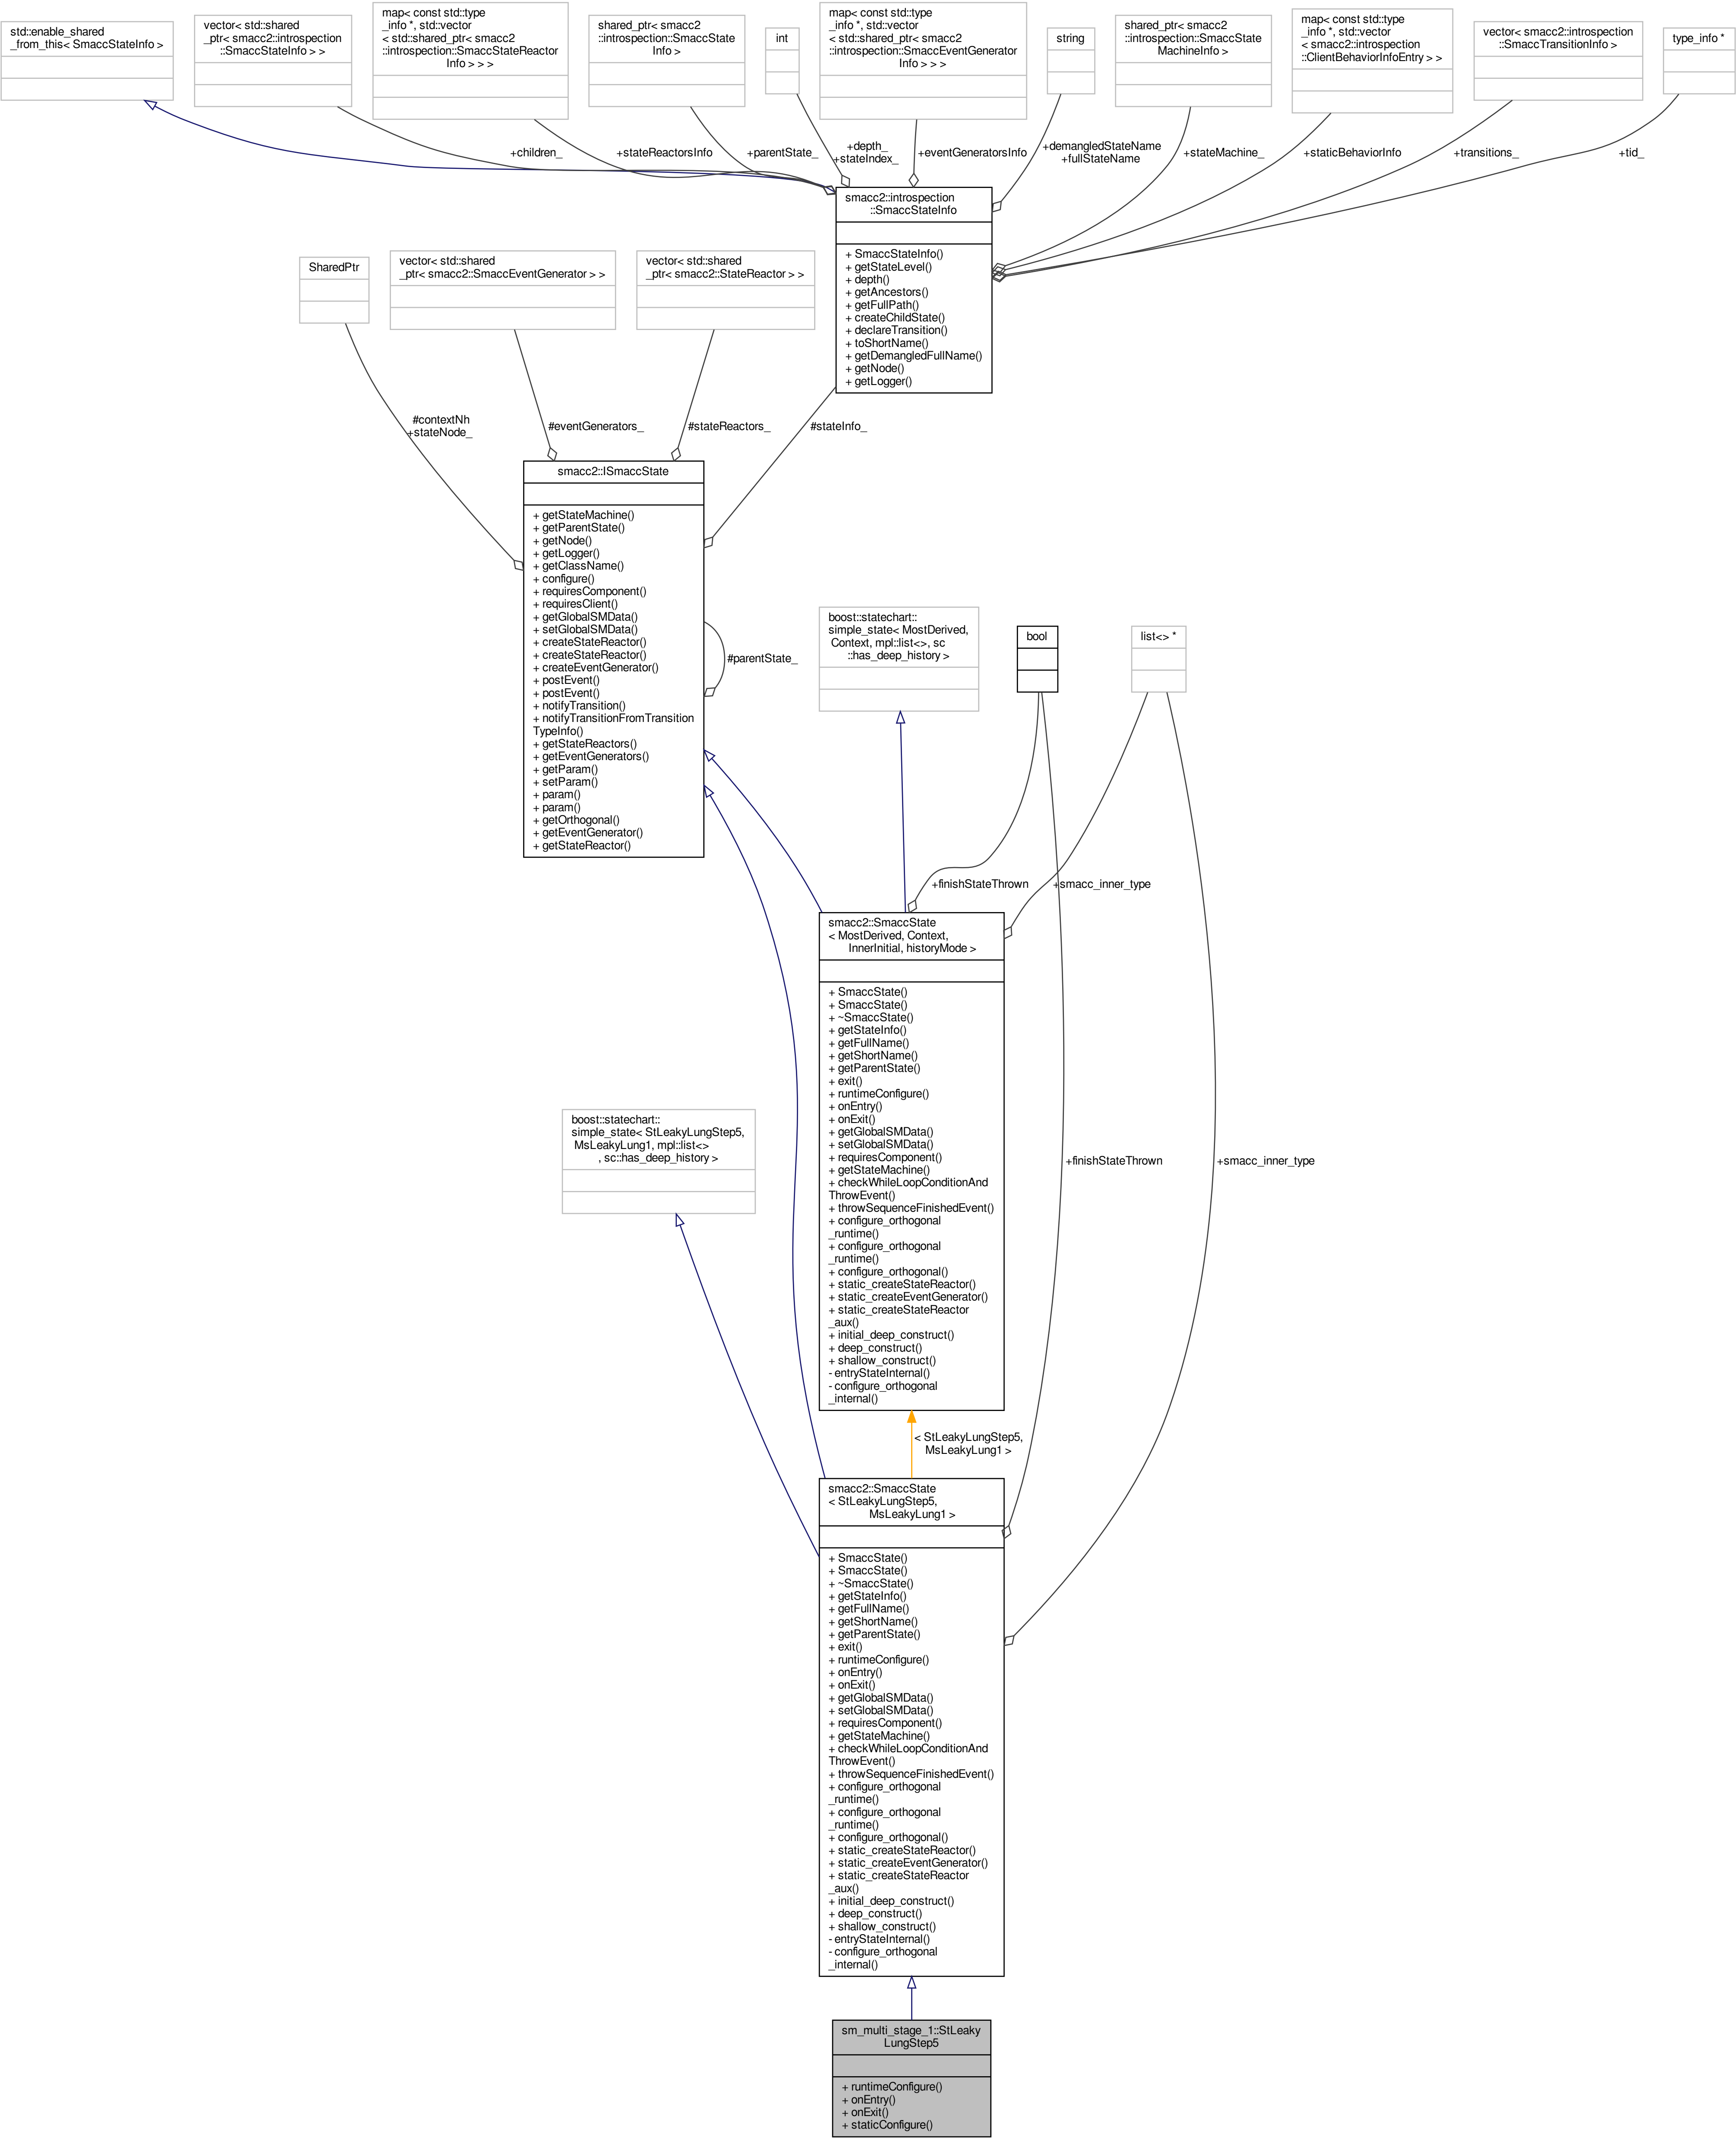 std::enable_shared
_from_this< SmaccStateInfo >
vector< std::shared
_ptr< smacc2::introspection
::SmaccStateInfo > >
map< const std::type
_info *, std::vector
< std::shared_ptr< smacc2
::introspection::SmaccStateReactor
Info > > >
shared_ptr< smacc2
::introspection::SmaccState
Info >
int
map< const std::type
_info *, std::vector
< std::shared_ptr< smacc2
::introspection::SmaccEventGenerator
Info > > >
string
shared_ptr< smacc2
::introspection::SmaccState
MachineInfo >
map< const std::type
_info *, std::vector
< smacc2::introspection
::ClientBehaviorInfoEntry > >
vector< smacc2::introspection
::SmaccTransitionInfo >
type_info *
+children_
+stateReactorsInfo
+parentState_
+depth_
+stateIndex_
+eventGeneratorsInfo
+demangledStateName
+fullStateName
+stateMachine_
+staticBehaviorInfo
+transitions_
+tid_
smacc2::introspection
::SmaccStateInfo
+ SmaccStateInfo()
+ getStateLevel()
+ depth()
+ getAncestors()
+ getFullPath()
+ createChildState()
+ declareTransition()
+ toShortName()
+ getDemangledFullName()
+ getNode()
+ getLogger()
SharedPtr
vector< std::shared
_ptr< smacc2::SmaccEventGenerator > >
vector< std::shared
_ptr< smacc2::StateReactor > >
#contextNh
+stateNode_
#eventGenerators_
#stateReactors_
#stateInfo_
smacc2::ISmaccState
+ getStateMachine()
+ getParentState()
+ getNode()
+ getLogger()
+ getClassName()
+ configure()
+ requiresComponent()
+ requiresClient()
+ getGlobalSMData()
+ setGlobalSMData()
+ createStateReactor()
+ createStateReactor()
+ createEventGenerator()
+ postEvent()
+ postEvent()
+ notifyTransition()
+ notifyTransitionFromTransition
TypeInfo()
+ getStateReactors()
+ getEventGenerators()
+ getParam()
+ setParam()
+ param()
+ param()
+ getOrthogonal()
+ getEventGenerator()
+ getStateReactor()
#parentState_
boost::statechart::
simple_state< MostDerived,
Context, mpl::list<>, sc
::has_deep_history >
bool
list<> *
+finishStateThrown
+smacc_inner_type
smacc2::SmaccState
< MostDerived, Context,
InnerInitial, historyMode >
+ SmaccState()
+ SmaccState()
+ ~SmaccState()
+ getStateInfo()
+ getFullName()
+ getShortName()
+ getParentState()
+ exit()
+ runtimeConfigure()
+ onEntry()
+ onExit()
+ getGlobalSMData()
+ setGlobalSMData()
+ requiresComponent()
+ getStateMachine()
+ checkWhileLoopConditionAnd
ThrowEvent()
+ throwSequenceFinishedEvent()
+ configure_orthogonal
_runtime()
+ configure_orthogonal
_runtime()
+ configure_orthogonal()
+ static_createStateReactor()
+ static_createEventGenerator()
+ static_createStateReactor
_aux()
+ initial_deep_construct()
+ deep_construct()
+ shallow_construct()
- entryStateInternal()
- configure_orthogonal
_internal()
boost::statechart::
simple_state< StLeakyLungStep5,
MsLeakyLung1, mpl::list<>
, sc::has_deep_history >
+finishStateThrown
+smacc_inner_type
< StLeakyLungStep5,
MsLeakyLung1 >
smacc2::SmaccState
< StLeakyLungStep5,
MsLeakyLung1 >
+ SmaccState()
+ SmaccState()
+ ~SmaccState()
+ getStateInfo()
+ getFullName()
+ getShortName()
+ getParentState()
+ exit()
+ runtimeConfigure()
+ onEntry()
+ onExit()
+ getGlobalSMData()
+ setGlobalSMData()
+ requiresComponent()
+ getStateMachine()
+ checkWhileLoopConditionAnd
ThrowEvent()
+ throwSequenceFinishedEvent()
+ configure_orthogonal
_runtime()
+ configure_orthogonal
_runtime()
+ configure_orthogonal()
+ static_createStateReactor()
+ static_createEventGenerator()
+ static_createStateReactor
_aux()
+ initial_deep_construct()
+ deep_construct()
+ shallow_construct()
- entryStateInternal()
- configure_orthogonal
_internal()
sm_multi_stage_1::StLeaky
LungStep5
+ runtimeConfigure()
+ onEntry()
+ onExit()
+ staticConfigure()